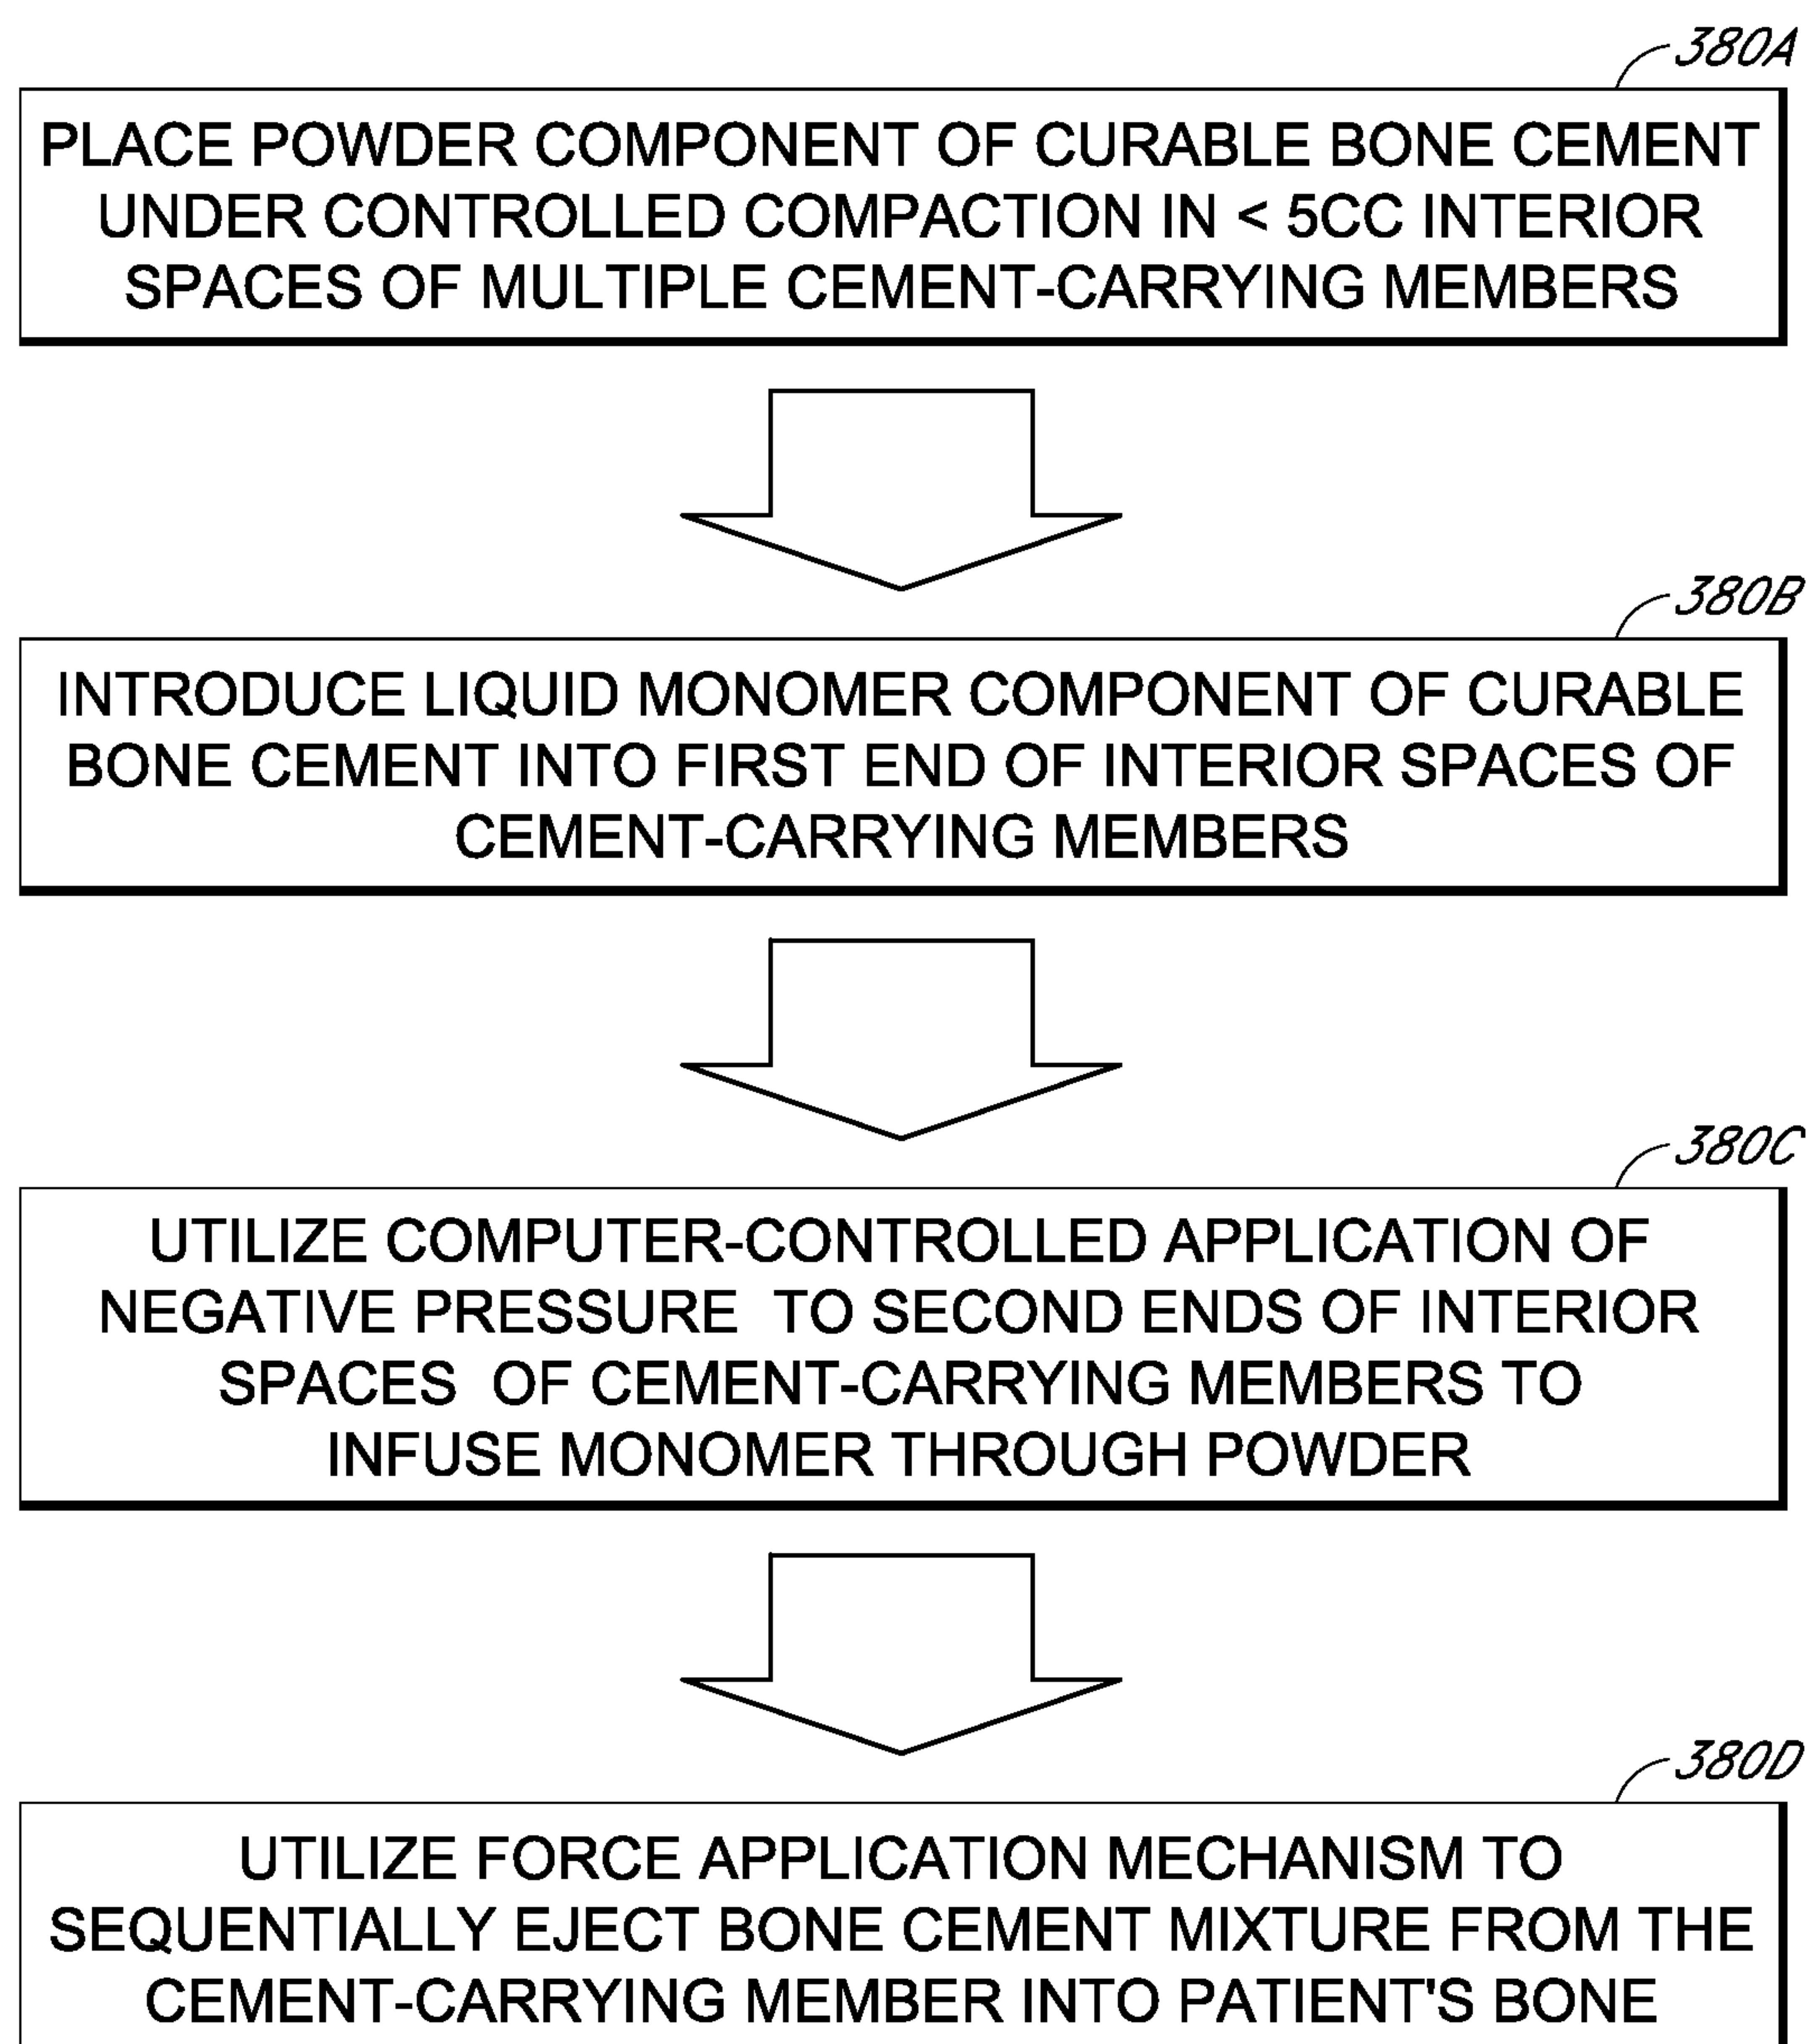 380A
PLACE POWDER COMPONENT OF CURABLE BONE CEMENT
UNDER CONTROLLED COMPACTION IN < 5CC INTERIOR
SPACES OF MULTIPLE CEMENT-CARRYING MEMBERS
380B
INTRODUCE LIQUID MONOMER COMPONENT OF CURABLE
BONE CEMENT INTO FIRST END OF INTERIOR SPACES OF
CEMENT-CARRYING MEMBERS
380C
UTILIZE COMPUTER-CONTROLLED APPLICATION OF
NEGATIVE PRESSURE TO SECOND ENDS OF INTERIOR
SPACES OF CEMENT-CARRYING MEMBERS TO
INFUSE MONOMER THROUGH POWDER
380D
UTILIZE FORCE APPLICATION MECHANISM TO
SEQUENTIALLY EJECT BONE CEMENT MIXTURE FROM THE
CEMENT-CARRYING MEMBER INTO PATIENT'S BONE